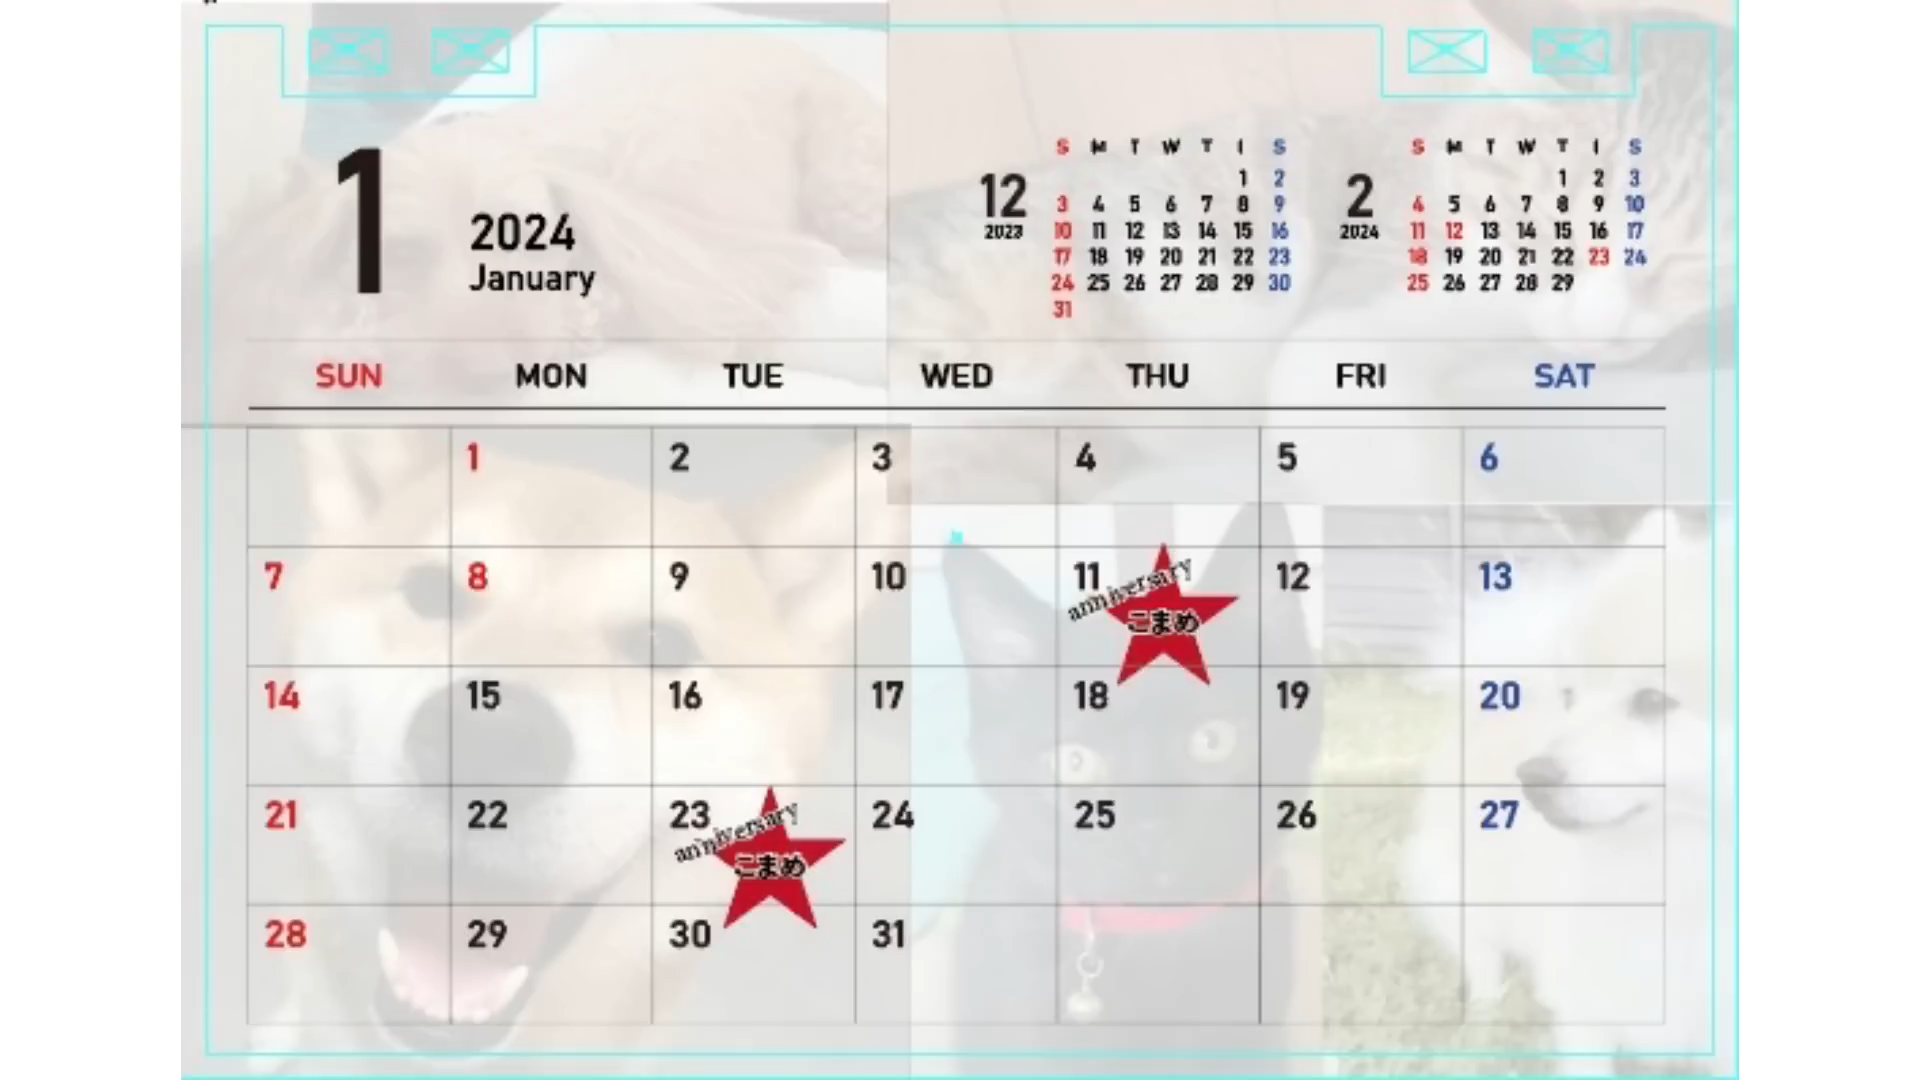 1
2024
January
12
2023
S M T W T I S
1 2
3 4 5 6 7 8 9
10 11 12 13 14 15 16
17 18 19 20 21 22 23
24 25 26 27 28 29 30
31
2
2024
S M T W T I S
1 2 3
4 5 6 7 8 9 10
11 12 13 14 15 16 17
18 19 20 21 22 23 24
25 26 27 28 29
SUN MON TUE WED THU FRI SAT
1 2 3 4 5 6
7 8 9 10 11 12 13
anniversary
こまめ
14 15 16 17 18 19 20
21 22 23 24 25 26 27
anniversary
こまめ
28 29 30 31